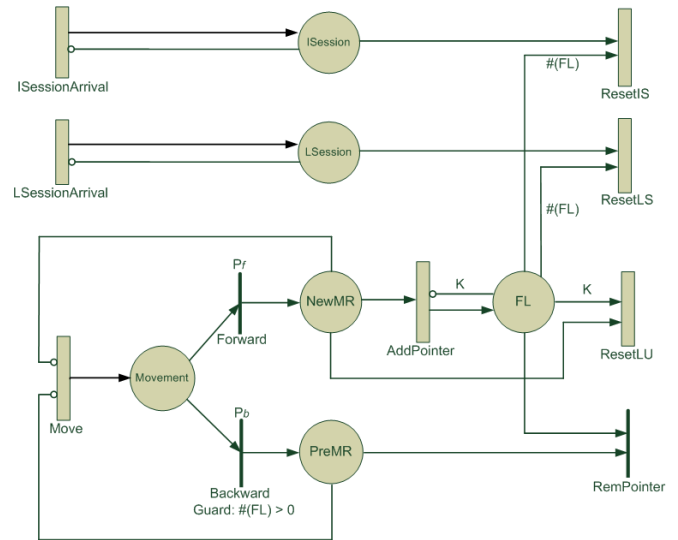 ISession
#(FL)
ISessionArrival
ResetIS
LSession
LSessionArrival
ResetLS
#(FL)
Pf
NewMR
K
FL
K
Forward
AddPointer
ResetLU
Movement
Move
Pb
PreMR
Backward
Guard: #(FL) > 0
RemPointer